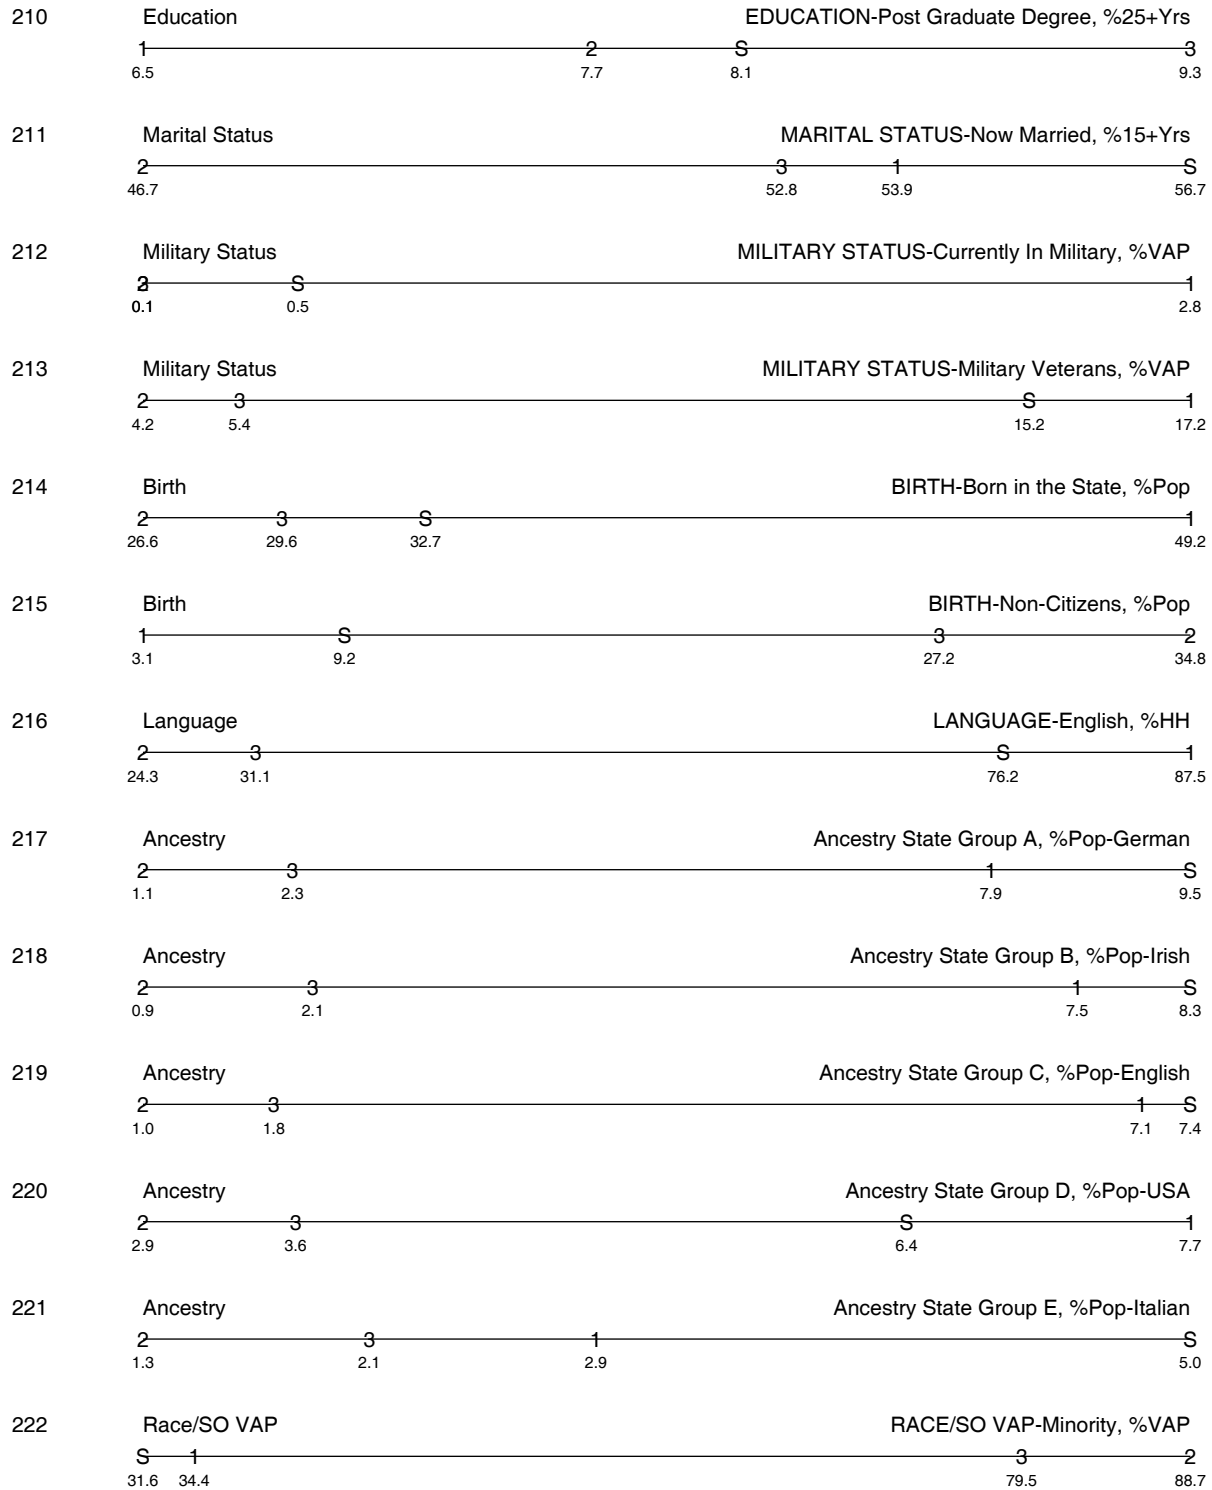 210 Education EDUCATION-Post Graduate Degree, %25+Yrs
1 2 S 3
6.5 7.7 8.1 9.3
211 Marital Status MARITAL STATUS-Now Married, %15+Yrs
2 3 1 S
46.7 52.8 53.9 56.7
212 Military Status MILITARY STATUS-Currently In Military, %VAP
S 1
0.1 0.5 2.8
213 Military Status MILITARY STATUS-Military Veterans, %VAP
2 3 S 1
4.2 5.4 15.2 17.2
214 Birth BIRTH-Born in the State, %Pop
2 3 S 1
26.6 29.6 32.7 49.2
215 Birth BIRTH-Non-Citizens, %Pop
1 S 3 2
3.1 9.2 27.2 34.8
216 Language LANGUAGE-English, %HH
2 3 S 1
24.3 31.1 76.2 87.5
217 Ancestry Ancestry State Group A, %Pop-German
2 3 1 S
1.1 2.3 7.9 9.5
218 Ancestry Ancestry State Group B, %Pop-Irish
2 3 1 S
0.9 2.1 7.5 8.3
219 Ancestry Ancestry State Group C, %Pop-English
2 3 1 S
1.0 1.8 7.1 7.4
220 Ancestry Ancestry State Group D, %Pop-USA
2 3 S 1
2.9 3.6 6.4 7.7
221 Ancestry Ancestry State Group E, %Pop-Italian
2 3 1 S
1.3 2.1 2.9 5.0
222 Race/SO VAP RACE/SO VAP-Minority, %VAP
S 1 3 2
31.6 34.4 79.5 88.7